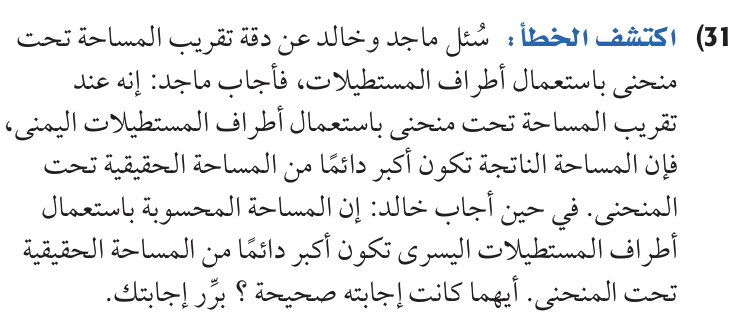 31) اكتشف الخطأ : سُئل ماجد وخالد عن دقة تقريب المساحة تحت
منحنى باستعمال أطراف المستطيلات، فأجاب ماجد: إنه عند
تقريب المساحة تحت منحنى باستعمال أطراف المستطيلات اليمنى،
فإن المساحة الناتجة تكون أكبر دائمًا من المساحة الحقيقية تحت
المنحنى. في حين أجاب خالد: إن المساحة المحسوبة باستعمال
أطراف المستطيلات اليسرى تكون أكبر دائمًا من المساحة الحقيقية
تحت المنحنى. أيهما كانت إجابته صحيحة ؟ برِّر إجابتك.